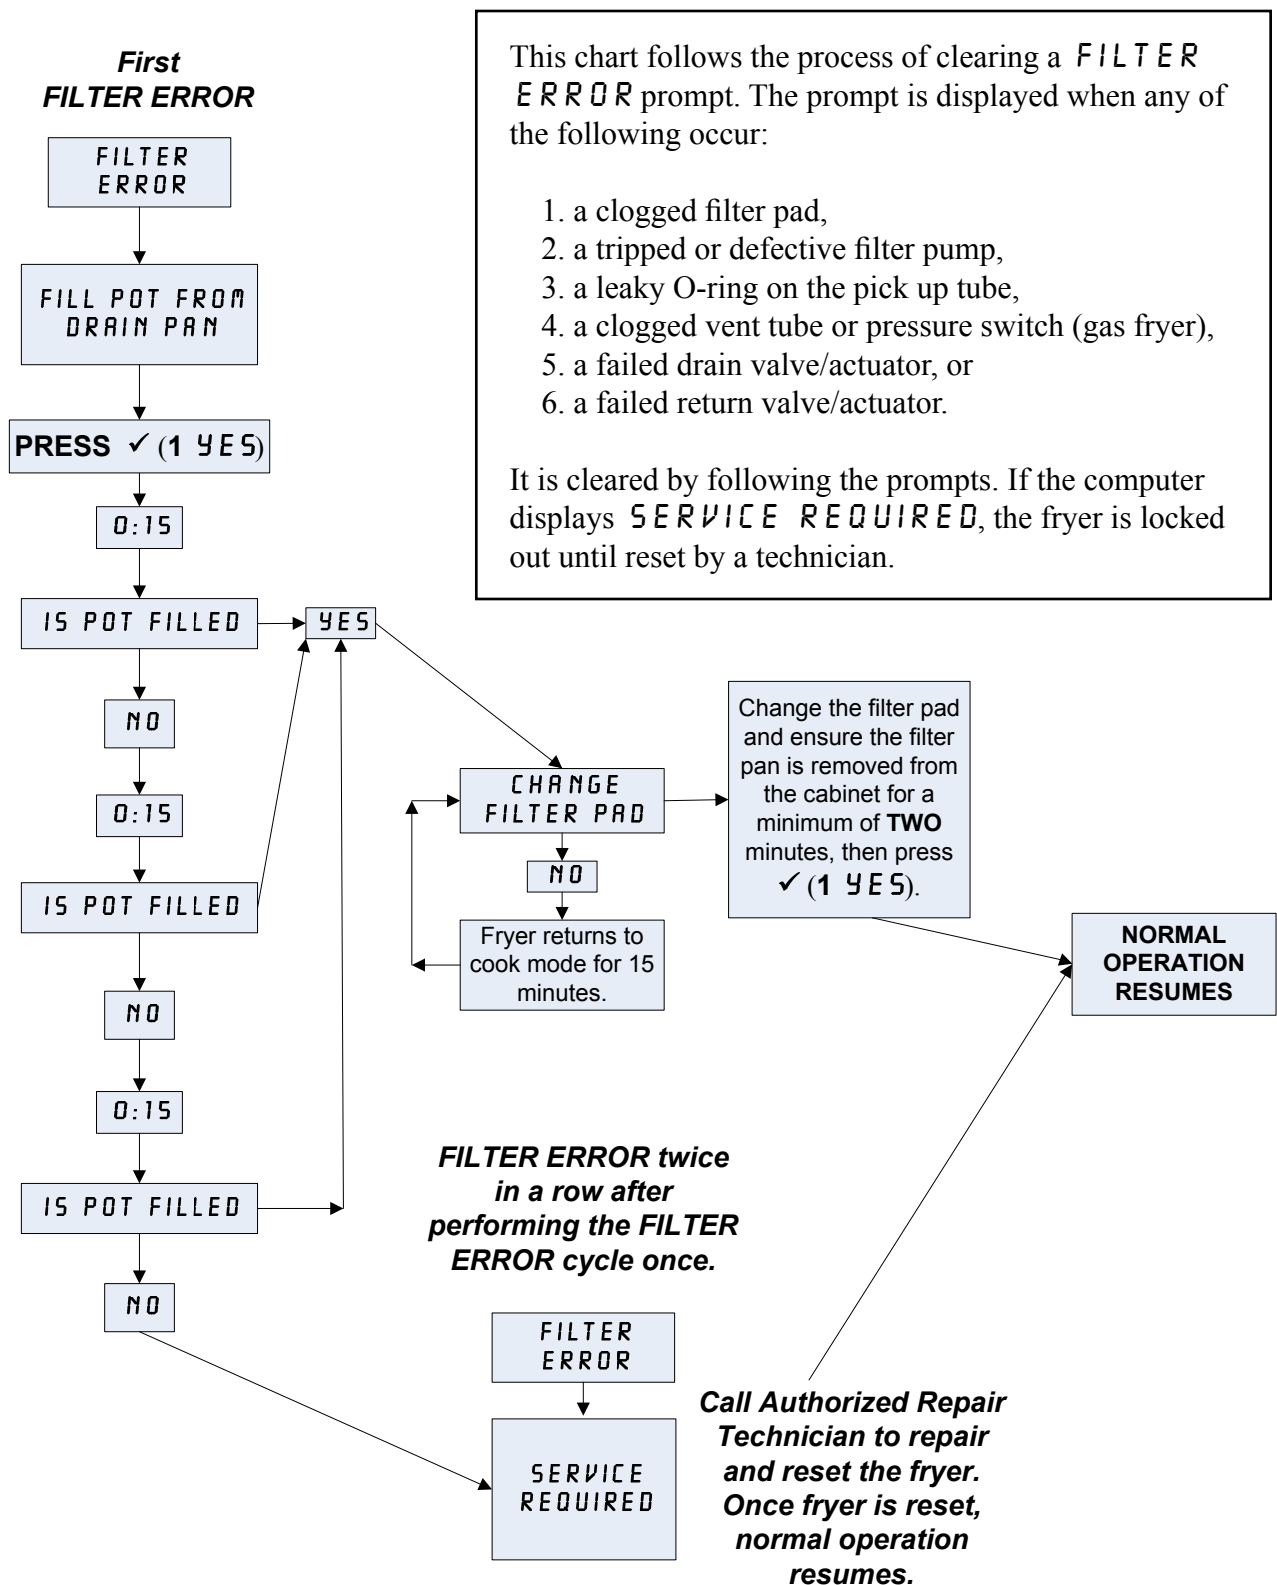 First
FILTER ERROR
FILTER
ERROR
FILL POT FROM
DRAIN PAN
PRESS ✓ (1 YES)
0:15
IS POT FILLED
YES
NO
0:15
IS POT FILLED
NO
0:15
IS POT FILLED
NO
This chart follows the process of clearing a FILTER
ERROR prompt. The prompt is displayed when any of
the following occur:
1. a clogged filter pad,
2. a tripped or defective filter pump,
3. a leaky O-ring on the pick up tube,
4. a clogged vent tube or pressure switch (gas fryer),
5. a failed drain valve/actuator, or
6. a failed return valve/actuator.
It is cleared by following the prompts. If the computer
displays SERVICE REQUIRED, the fryer is locked
out until reset by a technician.
CHANGE
FILTER PAD
NO
Fryer returns to
cook mode for 15
minutes.
Change the filter pad
and ensure the filter
pan is removed from
the cabinet for a
minimum of TWO
minutes, then press
✓ (1 YES).
NORMAL
OPERATION
RESUMES
FILTER ERROR twice
in a row after
performing the FILTER
ERROR cycle once.
FILTER
ERROR
SERVICE
REQUIRED
Call Authorized Repair
Technician to repair
and reset the fryer.
Once fryer is reset,
normal operation
resumes.